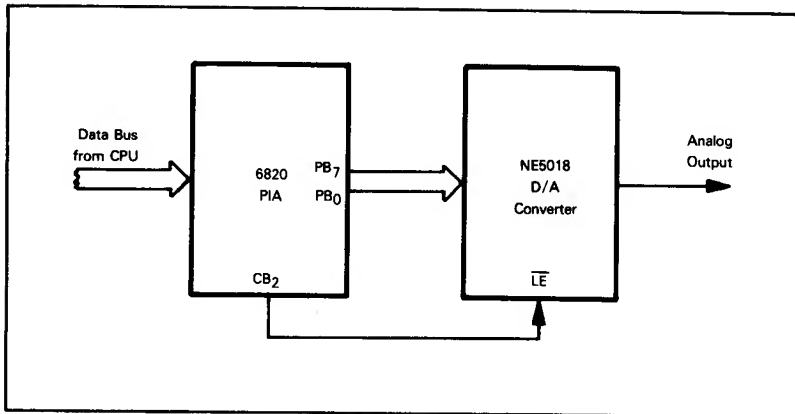 Data Bus
from CPU
6820
PIA
PB7
PB0
CB2
NE5018
D/A
Converter
LE
Analog
Output